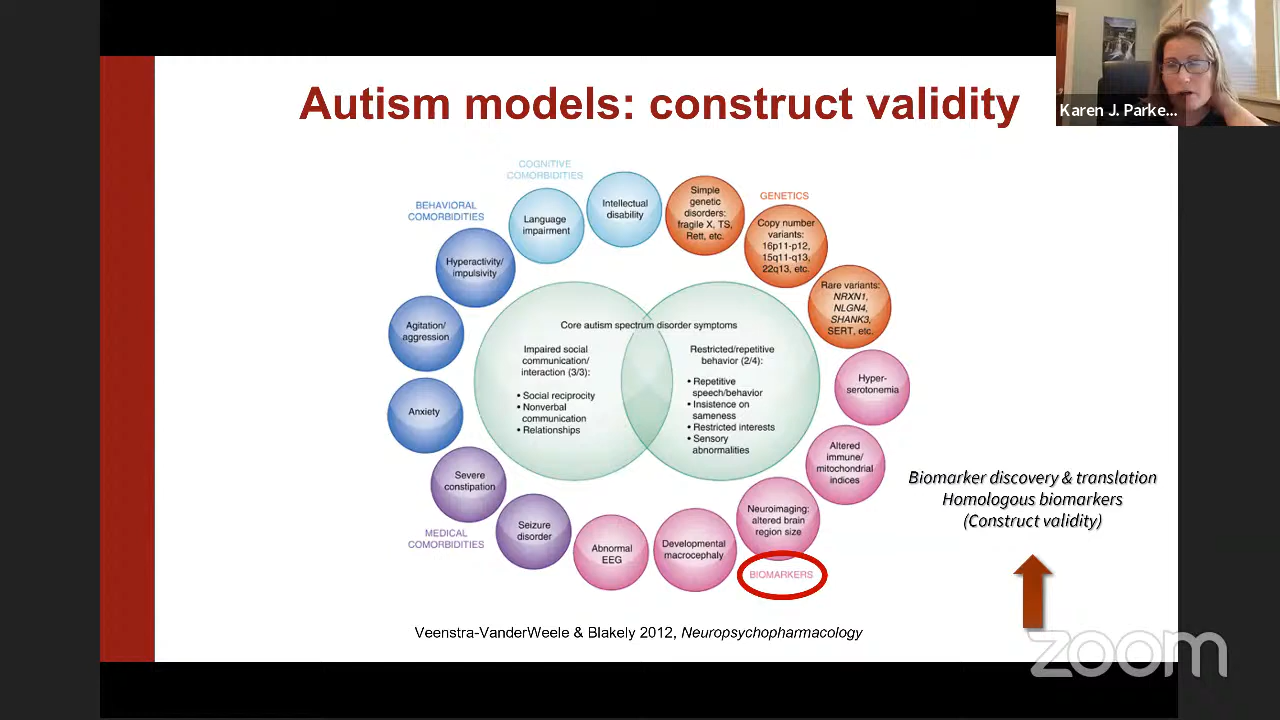 Autism models: construct validity
Karen J. Parke...
COGNITIVE
COMORBIDITIES
BEHAVIORAL
COMORBIDITIES
GENETICS
Language
impairment
Intellectual
disability
Simple
genetic
disorders:
fragile X, TS,
Rett, etc.
Copy number
variants:
16p11-p12,
15q11-q13,
22q13, etc.
Hyperactivity/
impulsivity
Rare variants:
NRXN1,
NLGN4,
SHANK3,
SERT, etc.
Agitation/
aggression
Core autism spectrum disorder symptoms
Impaired social
communication/
interaction (3/3):
• Social reciprocity
• Nonverbal
communication
• Relationships
Restricted/repetitive
behavior (2/4):
• Repetitive
speech/behavior
• Insistence on
sameness
• Restricted interests
• Sensory
abnormalities
Hyper-
serotonemia
Anxiety
Altered
immune/
mitochondrial
indices
Severe
constipation
Neuroimaging:
altered brain
region size
MEDICAL
COMORBIDITIES
Seizure
disorder
Abnormal
EEG
Developmental
macrocephaly
BIOMARKERS
Biomarker discovery & translation
Homologous biomarkers
(Construct validity)
Veenstra-VanderWeele & Blakely 2012, Neuropsychopharmacology
zoom